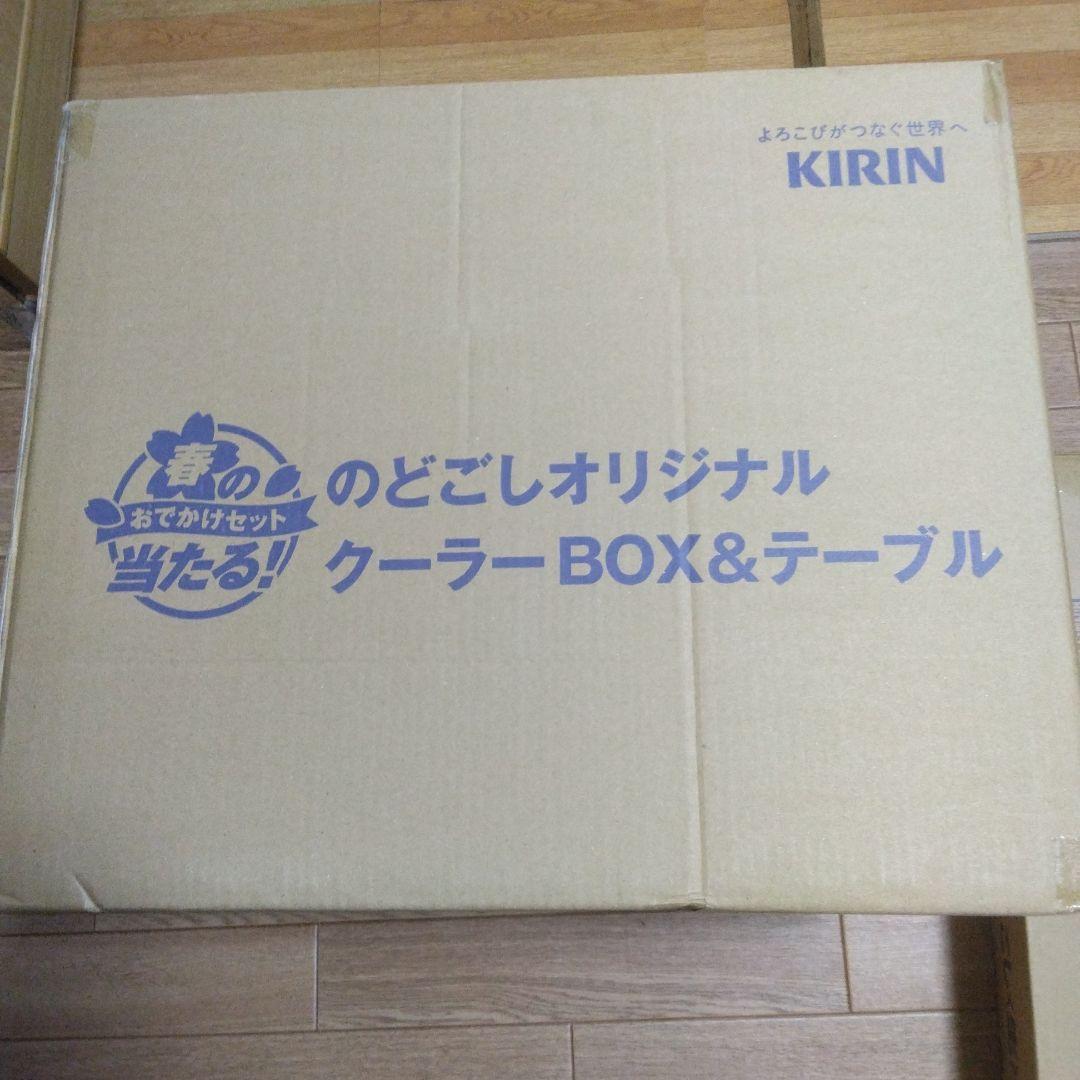 よろこびがつなぐ世界へ
KIRIN
春の
おでかけセット
当たる!!
のどごしオリジナル
クーラーBOX&テーブル